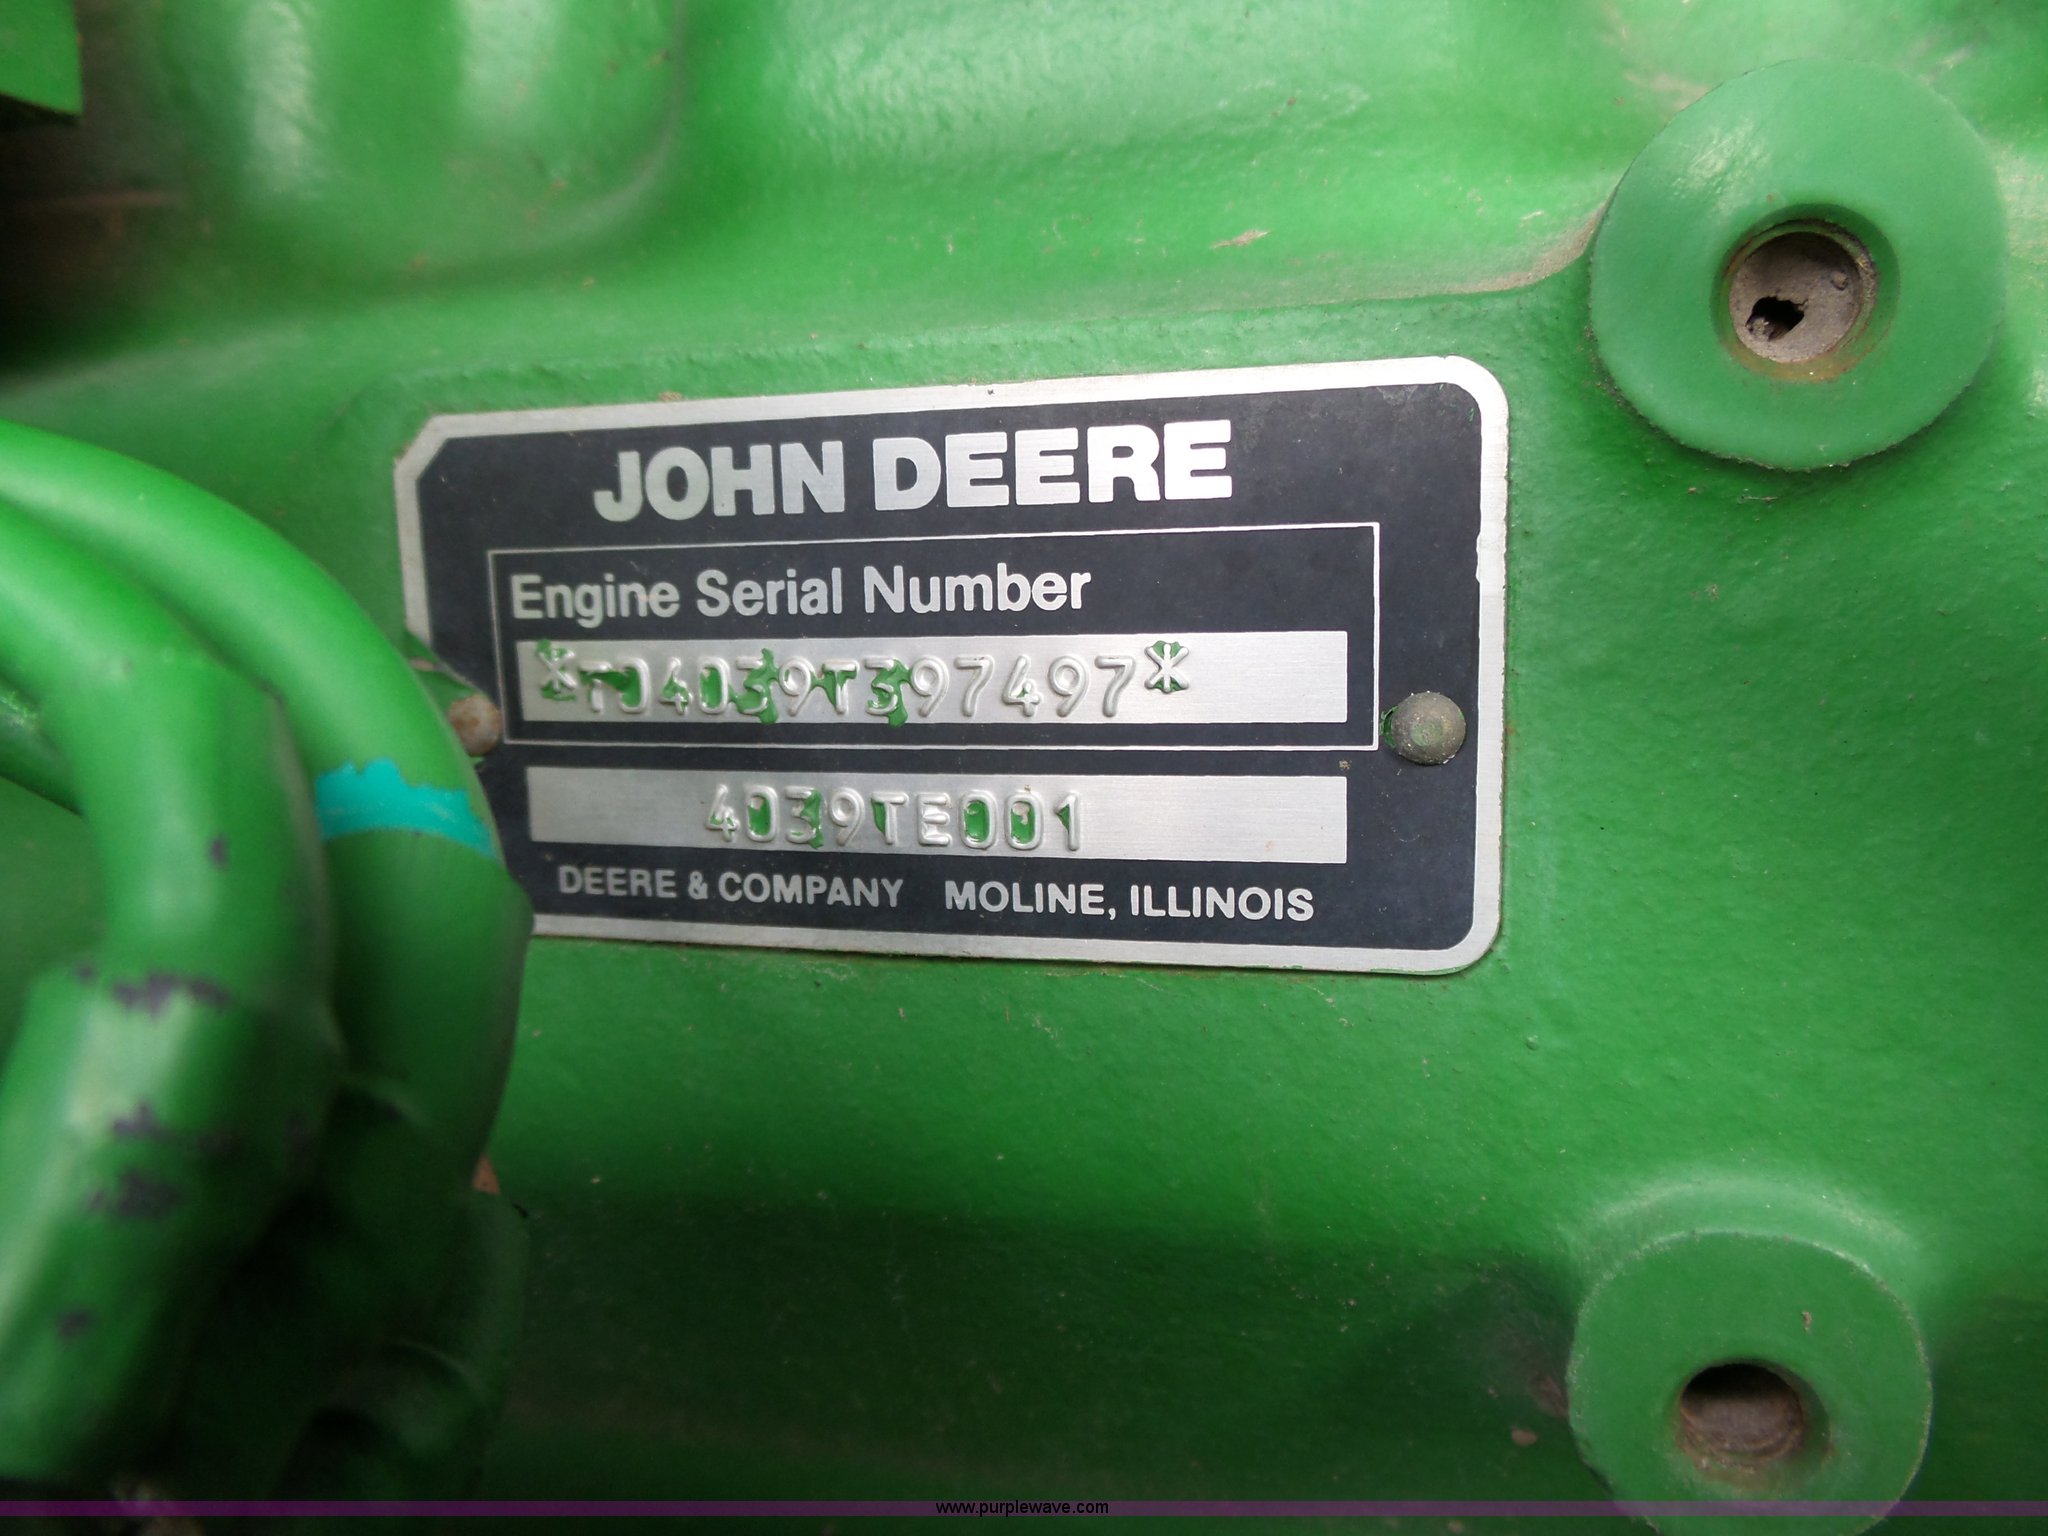 JOHN DEERE
Engine Serial Number
*T04039T397497*
4039TE001
DEERE & COMPANY MOLINE, ILLINOIS
www.purplewave.com